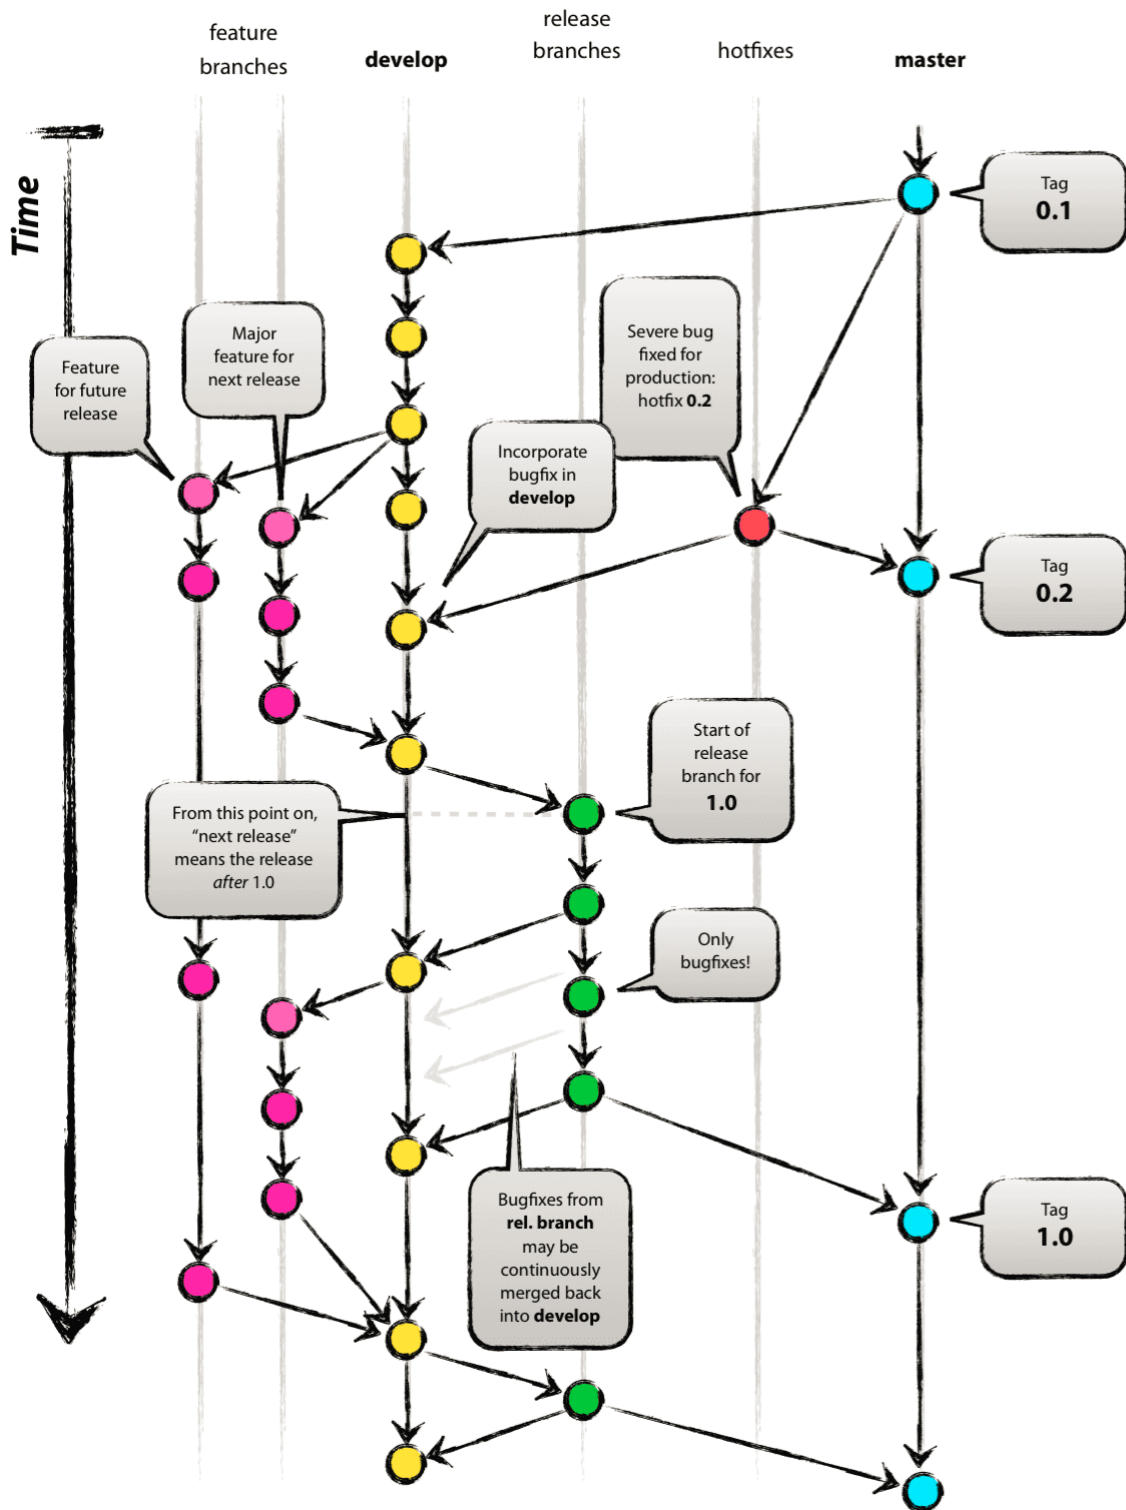 feature
branches
develop
release
branches
hotfixes
master
Time
Tag
0.1
Severe bug
fixed for
production:
hotfix 0.2
Major
feature for
next release
Feature
for future
release
Incorporate
bugfix in
develop
Tag
0.2
Start of
release
branch for
1.0
From this point on,
“next release”
means the release
after 1.0
Only
bugfixes!
Bugfixes from
rel. branch
may be
continuously
merged back
into develop
Tag
1.0